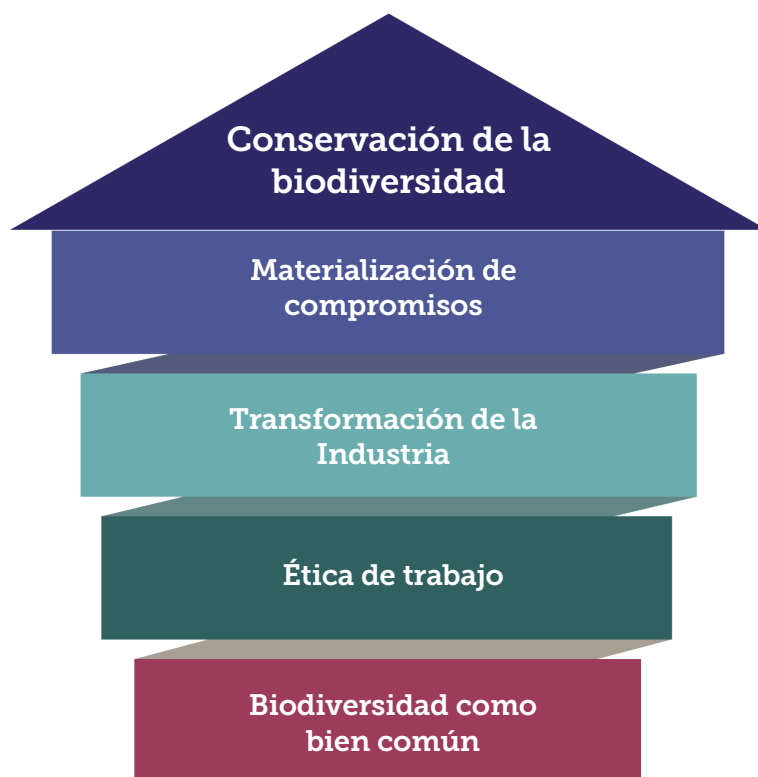 Conservación de la
biodiversidad
Materialización de
compromisos
Transformación de la
Industria
Ética de trabajo
Biodiversidad como
bien común